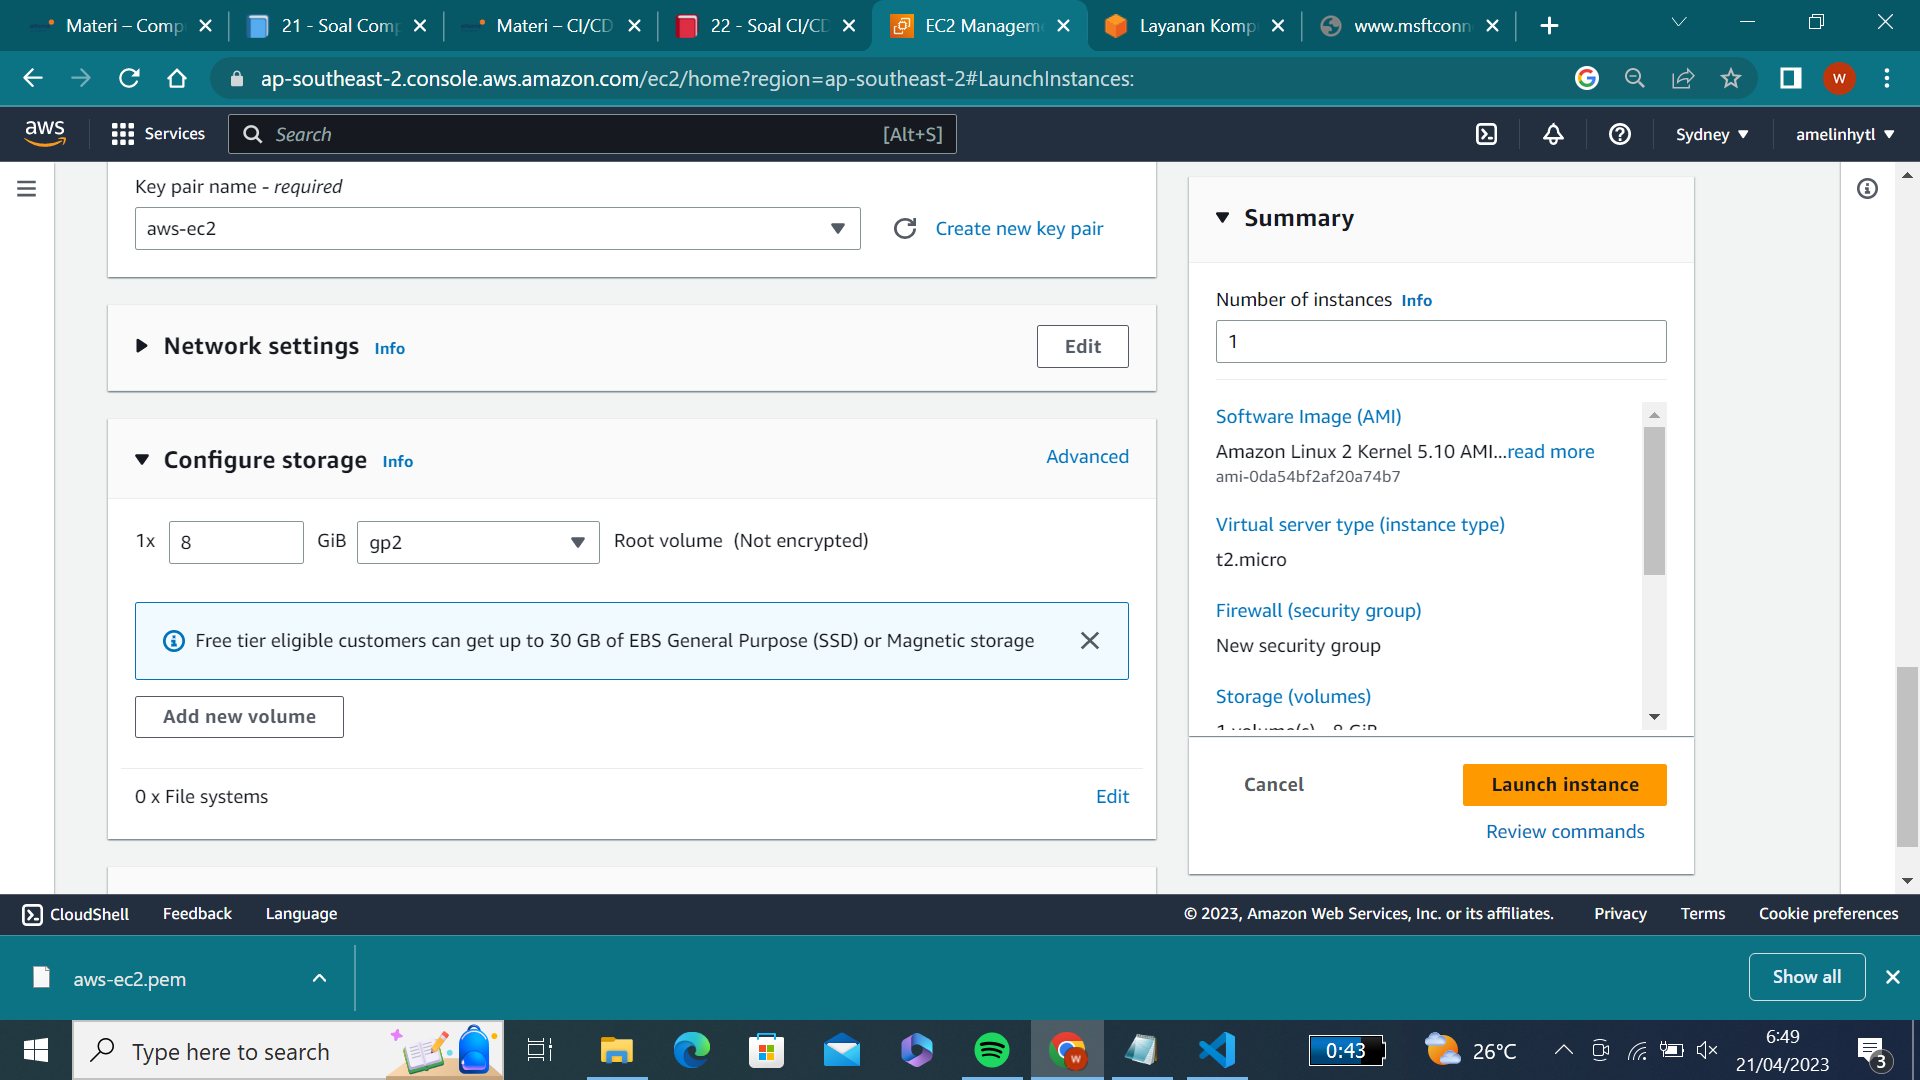 Materi – Comp
21 - Soal Comp
Materi – CI/CD
22 - Soal CI/CD
EC2 Managem
Layanan Komp
www.msftconn
ap-southeast-2.console.aws.amazon.com/ec2/home?region=ap-southeast-2#LaunchInstances:
W
aws
Services
Search
[Alt+S]
Sydney
amelinhytl
Key pair name - required
aws-ec2
Create new key pair
Network settings Info
Edit
Configure storage Info
Advanced
1x 8 GiB gp2 Root volume (Not encrypted)
Free tier eligible customers can get up to 30 GB of EBS General Purpose (SSD) or Magnetic storage
Add new volume
0 x File systems
Edit
Summary
Number of instances Info
1
Software Image (AMI)
Amazon Linux 2 Kernel 5.10 AMI...read more
ami-0da54bf2af20a74b7
Virtual server type (instance type)
t2.micro
Firewall (security group)
New security group
Storage (volumes)
1 volume(s) - 8 GiB
Cancel
Launch instance
Review commands
CloudShell
Feedback
Language
© 2023, Amazon Web Services, Inc. or its affiliates.
Privacy
Terms
Cookie preferences
aws-ec2.pem
Show all
Type here to search
W
0:43
26°C
6:49
21/04/2023
3